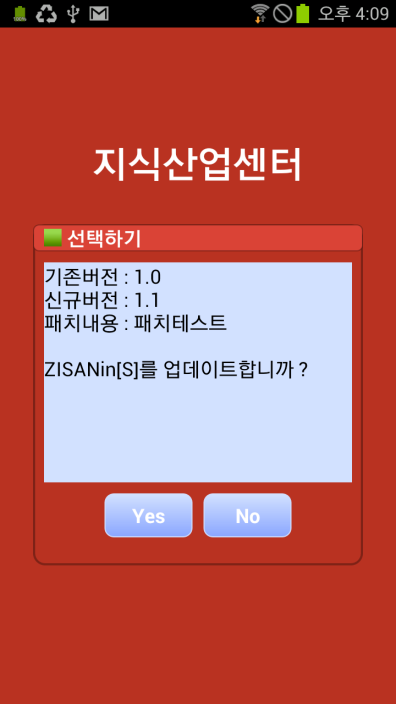 오후 4:09
지식산업센터
선택하기
기존버전 : 1.0
신규버전 : 1.1
패치내용 : 패치테스트
ZISANin[S]를 업데이트합니까 ?
Yes
No